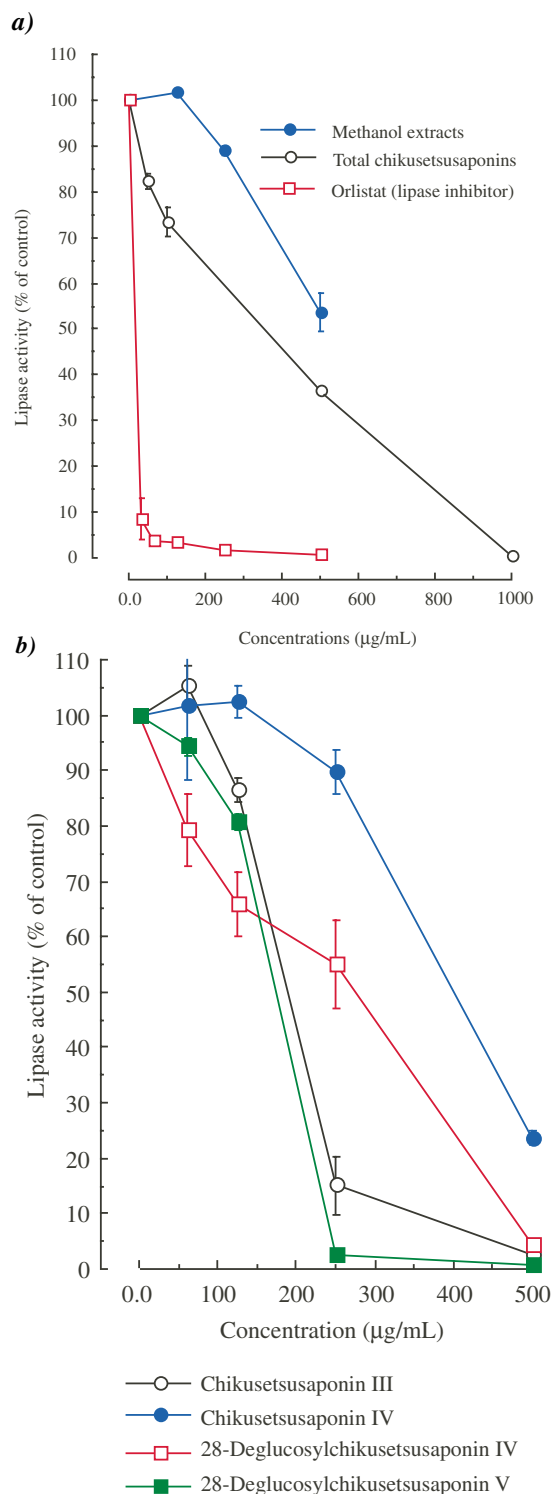 a)
110
100
90
80
70
60
50
40
30
20
10
0
Lipase activity (% of control)
Methanol extracts
Total chikusetsusaponins
Orlistat (lipase inhibitor)
0.0 200 400 600 800 1000
Concentrations (µg/mL)
b)
110
100
90
80
70
60
50
40
30
20
10
0
Lipase activity (% of control)
0.0 100 200 300 400 500
Concentration (µg/mL)
Chikusetsusaponin III
Chikusetsusaponin IV
28-Deglucosylchikusetsusaponin IV
28-Deglucosylchikusetsusaponin V